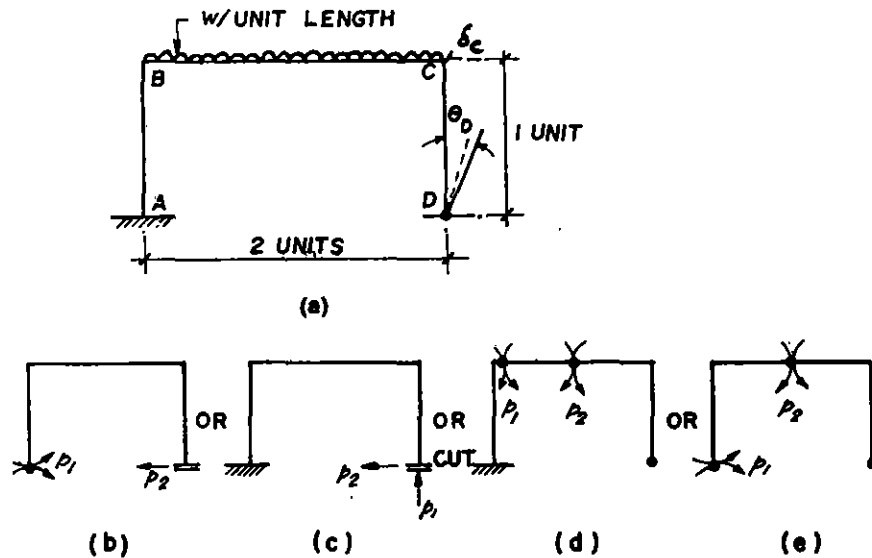 W/UNIT LENGTH
B
C
δc
θD
1 UNIT
A
D
2 UNITS
(a)
p1
p2
OR
p2
p1
OR
CUT
p1
p2
OR
p1
p2
(b)
(c)
(d)
(e)